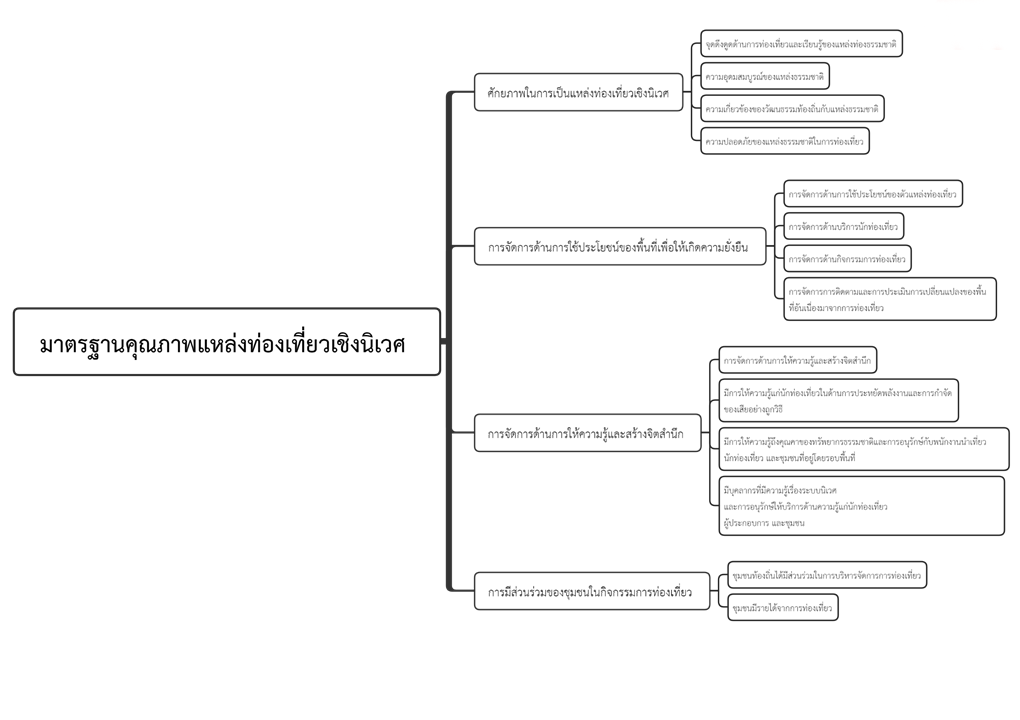 มาตรฐานคุณภาพแหล่งท่องเที่ยวเชิงนิเวศ
ศักยภาพในการเป็นแหล่งท่องเที่ยวเชิงนิเวศ
จุดดึงดูดด้านการท่องเที่ยวและเรียนรู้ของแหล่งท่องธรรมชาติ
ความอุดมสมบูรณ์ของแหล่งธรรมชาติ
ความเกี่ยวข้องของวัฒนธรรมท้องถิ่นกับแหล่งธรรมชาติ
ความปลอดภัยของแหล่งธรรมชาติในการท่องเที่ยว
การจัดการด้านการใช้ประโยชน์ของพื้นที่เพื่อให้เกิดความยั่งยืน
การจัดการด้านการใช้ประโยชน์ของตัวแหล่งท่องเที่ยว
การจัดการด้านบริการนักท่องเที่ยว
การจัดการด้านกิจกรรมการท่องเที่ยว
การจัดการการติดตามและการประเมินการเปลี่ยนแปลงของพื้น
ที่อันเนื่องมาจากการท่องเที่ยว
การจัดการด้านการให้ความรู้และสร้างจิตสำนึก
การจัดการด้านการให้ความรู้และสร้างจิตสำนึก
มีการให้ความรู้แก่นักท่องเที่ยวในด้านการประหยัดพลังงานและการกำจัด
ของเสียอย่างถูกวิธี
มีการให้ความรู้ถึงคุณคาของทรัพยากรธรรมชาติและการอนุรักษ์กับพนักงานนำเที่ยว
นักท่องเที่ยว และชุมชนที่อยู่โดยรอบพื้นที่
มีบุคลากรที่มีความรู้เรื่องระบบนิเวศ
และการอนุรักษ์ให้บริการด้านความรู้แก่นักท่องเที่ยว
ผู้ประกอบการ และชุมชน
การมีส่วนร่วมของชุมชนในกิจกรรมการท่องเที่ยว
ชุมชนท้องถิ่นได้มีส่วนร่วมในการบริหารจัดการการท่องเที่ยว
ชุมชนมีรายได้จากการท่องเที่ยว